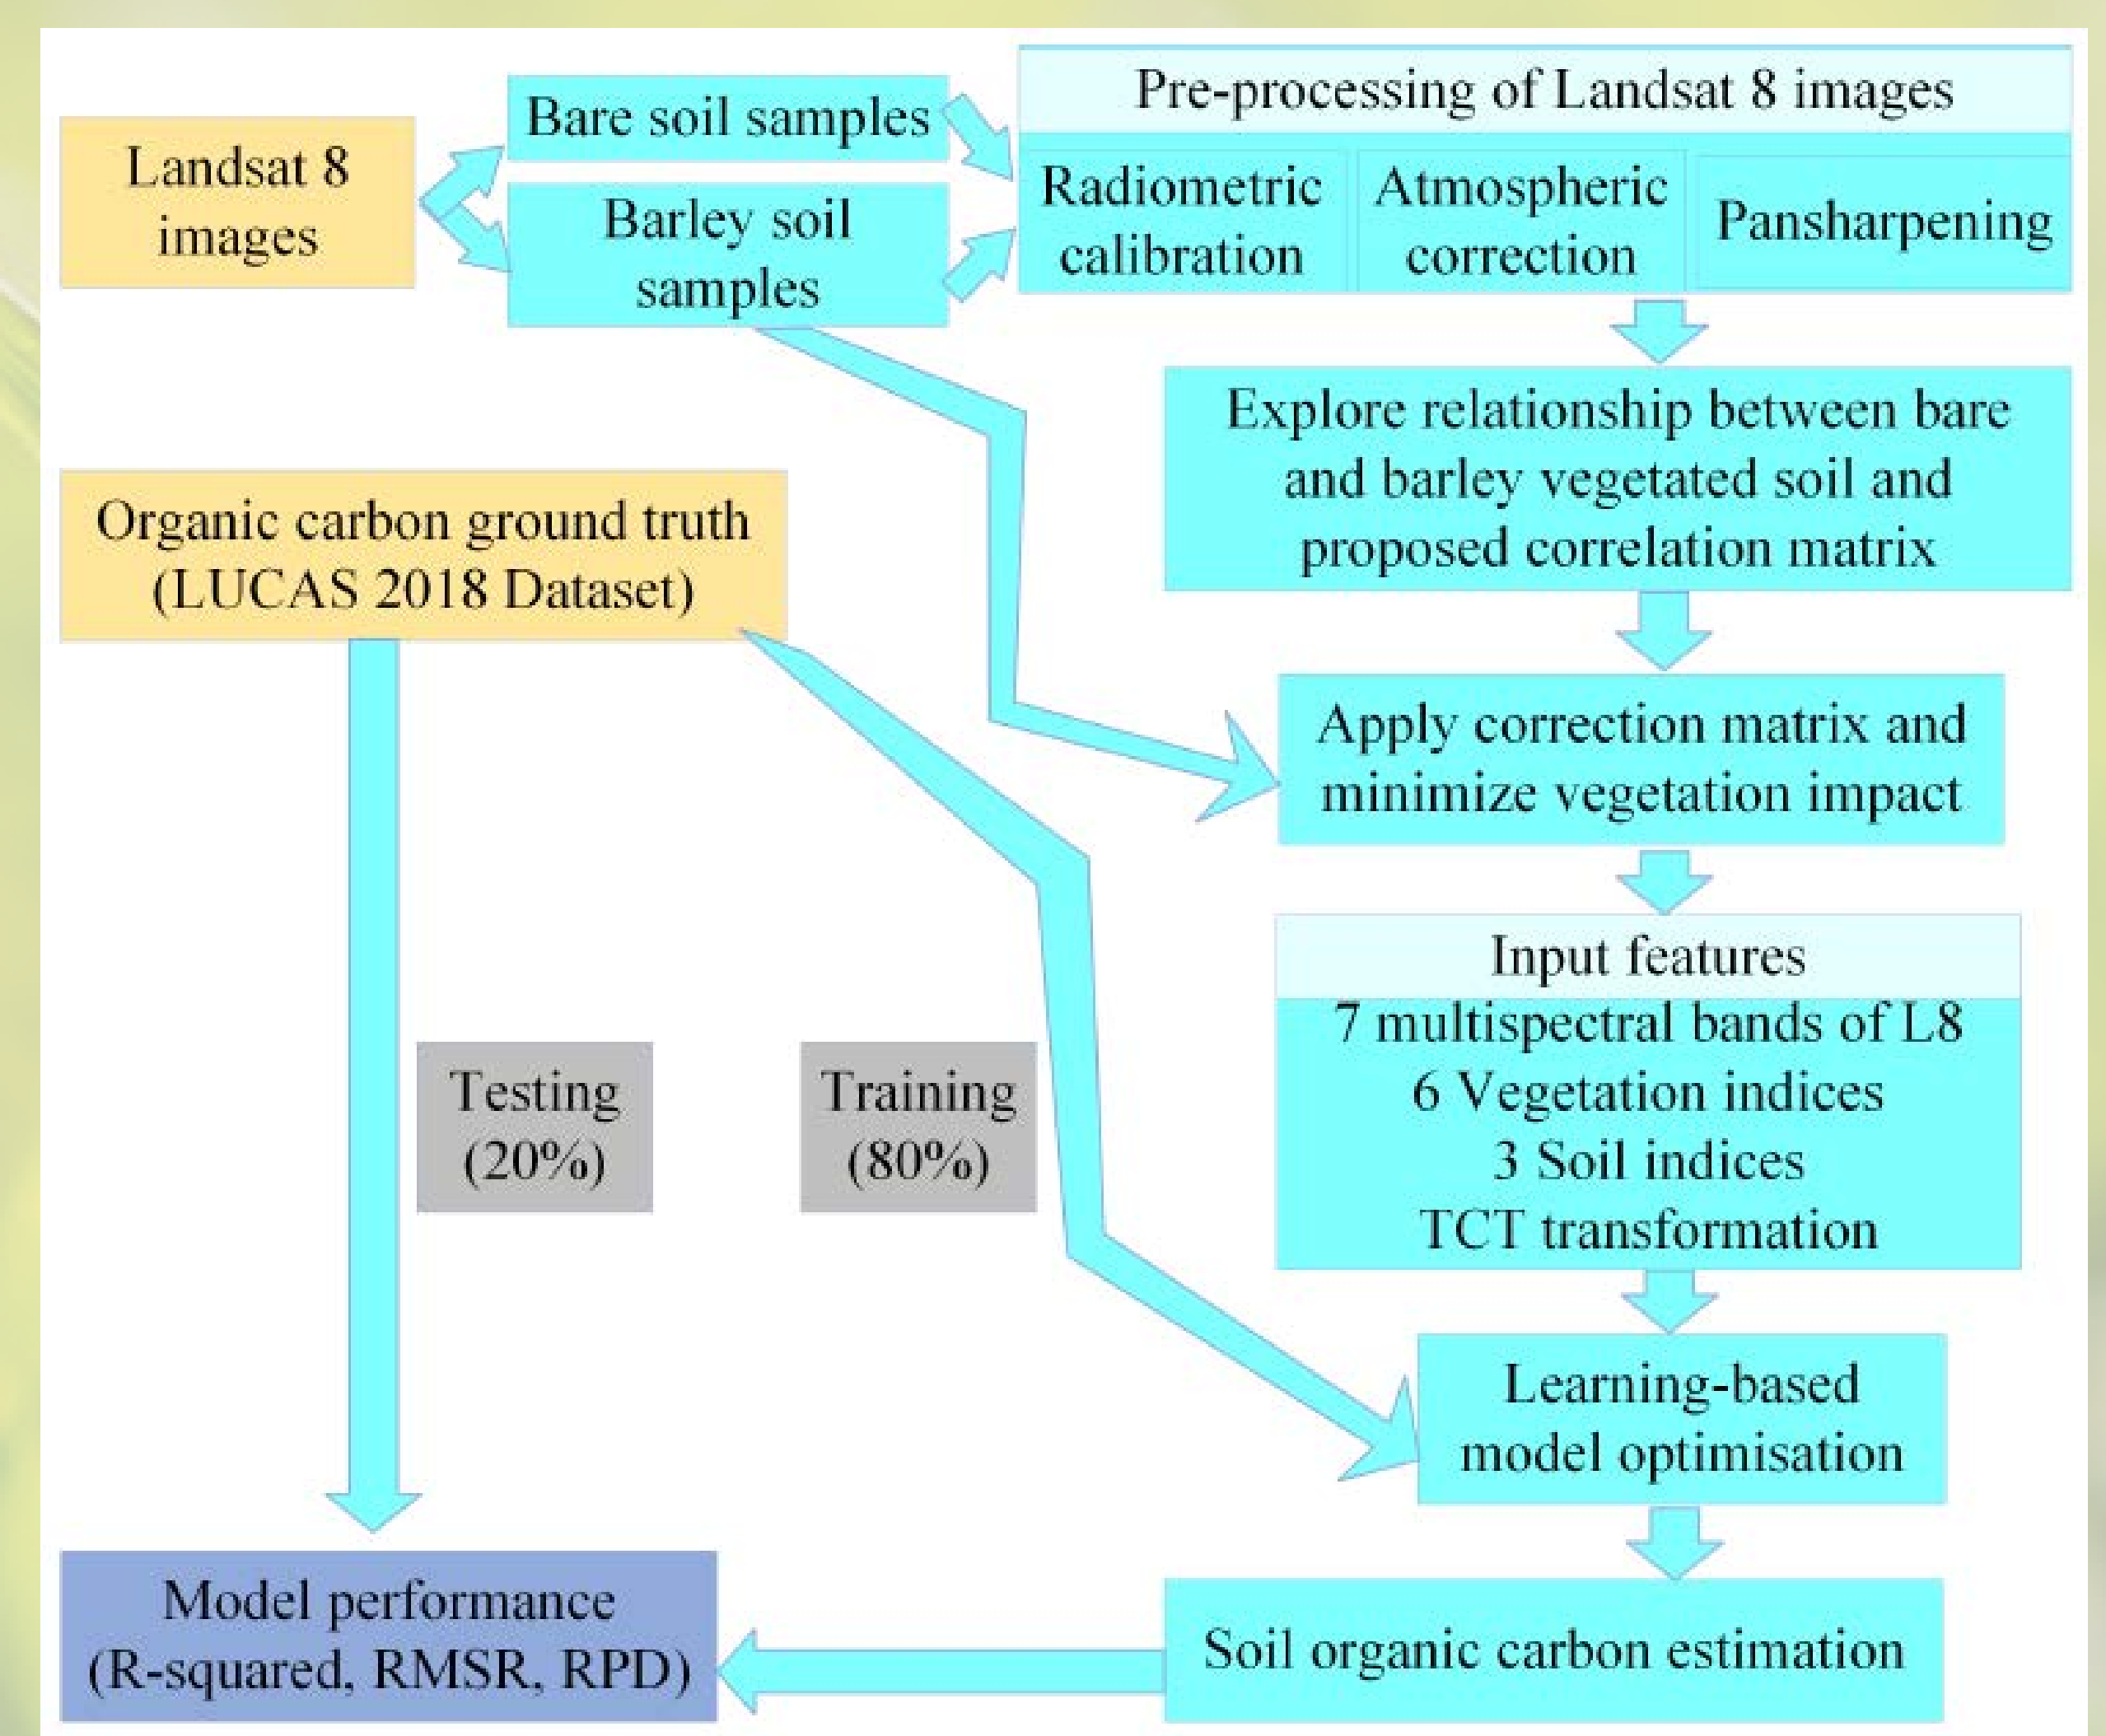 Landsat 8
images
Bare soil samples
Barley soil
samples
Pre-processing of Landsat 8 images
Radiometric
calibration
Atmospheric
correction
Pansharpening
Explore relationship between bare
and barley vegetated soil and
proposed correlation matrix
Organic carbon ground truth
(LUCAS 2018 Dataset)
Apply correction matrix and
minimize vegetation impact
Input features
7 multispectral bands of L8
6 Vegetation indices
3 Soil indices
TCT transformation
Testing
(20%)
Training
(80%)
Learning-based
model optimisation
Soil organic carbon estimation
Model performance
(R-squared, RMSR, RPD)